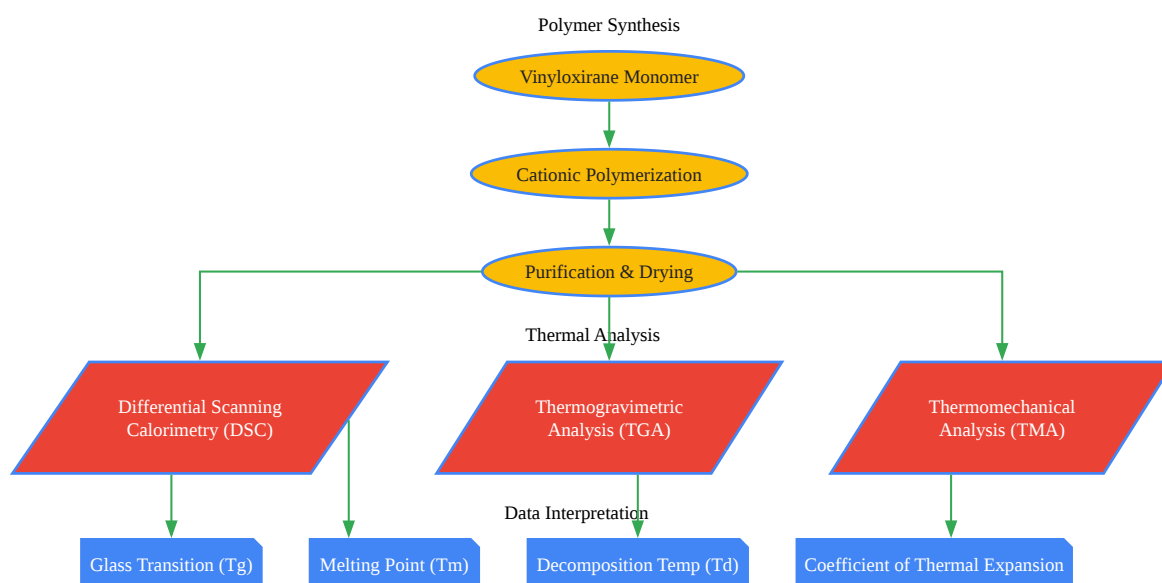 Polymer Synthesis
Vinyloxirane Monomer
Cationic Polymerization
Purification & Drying
Thermal Analysis
Differential Scanning
Calorimetry (DSC)
Thermogravimetric
Analysis (TGA)
Thermomechanical
Analysis (TMA)
Data Interpretation
Glass Transition (Tg)
Melting Point (Tm)
Decomposition Temp (Td)
Coefficient of Thermal Expansion